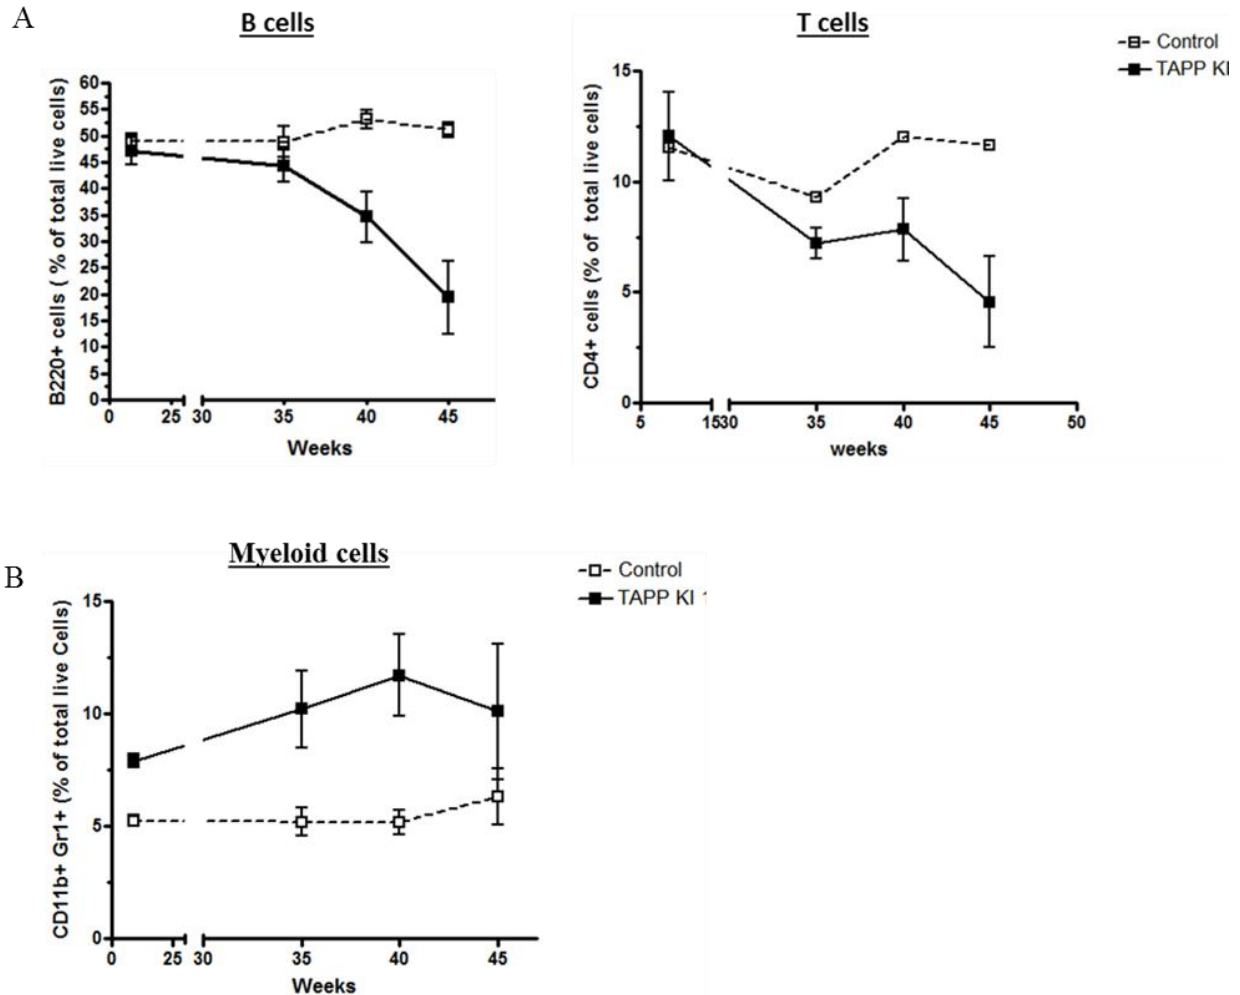 A
B cells
T cells
Control
TAPP KI
B220+ cells ( % of total live cells)
60
55
50
45
40
35
30
25
20
15
10
5
0
0 25 30 35 40 45
Weeks
CD4+ cells (% of total live cells)
15
10
5
0
5 15 30 35 40 45 50
weeks
B
Myeloid cells
Control
TAPP KI
CD11b+ Gr1+ (% of total live Cells)
15
10
5
0
0 25 30 35 40 45
Weeks